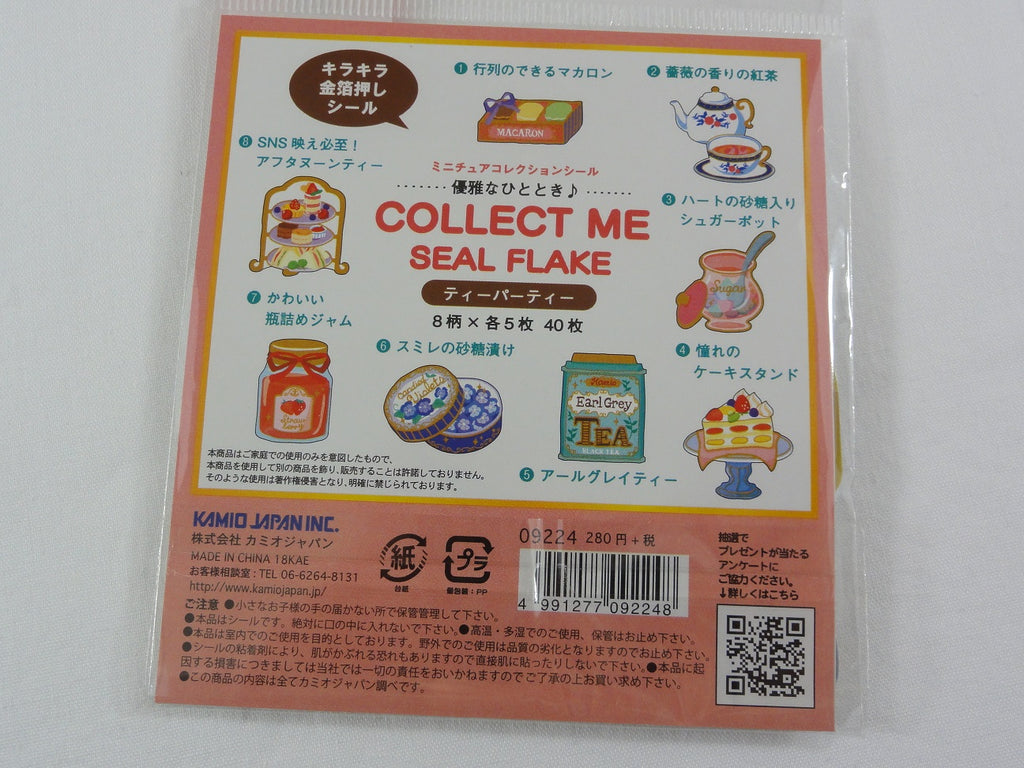 キラキラ
金箔押し
シール
❶ 行列のできるマカロン
MACARON
❷ 薔薇の香りの紅茶
❽ SNS 映え必至！
アフタヌーンティー
ミニチュアコレクションシール
優雅なひととき♪
COLLECT ME
SEAL FLAKE
ティーパーティー
8柄×各5枚 40枚
❸ ハートの砂糖入り
シュガーポット
Sugar
❼ かわいい
瓶詰めジャム
Straw
berry
❻ スミレの砂糖漬け
Candied
Violets
Kamio
Earl Grey
TEA
BLACK TEA
❺ アールグレイティー
❹ 憧れの
ケーキスタンド
本商品はご家庭での使用のみを意図したもので、
本商品を使用して別の商品を飾り、販売することは許諾しておりません。
そのような使用は著作権侵害となり、明確に禁じられております。
KAMIO JAPAN INC.
株式会社 カミオジャパン
MADE IN CHINA 18KAE
お客様相談室：TEL 06-6264-8131
http://www.kamiojapan.jp/
紙
台紙
プラ
個包装：PP
09224 280円＋税
4 991277 092248
抽選で
プレゼントが当たる
アンケートに
ご協力ください。
↓詳しくはこちら
ご注意 ●小さなお子様の手の届かない所で保管管理して下さい。
●本品はシールです。絶対に口の中に入れないで下さい。●高温・多湿でのご使用、保管はお止め下さい。
●本品は室内でのご使用を目的としております。野外でのご使用は品質の劣化となりますのでお止め下さい。
●シールの粘着剤により、肌がかぶれる恐れもありますので直接肌に貼ったりしないで下さい。●本品に起
因する損害につきましては当社では一切の責任をおいかねますのでご了承の上お買い求め下さい。
●この商品の内容は全てカミオジャパン調べです。